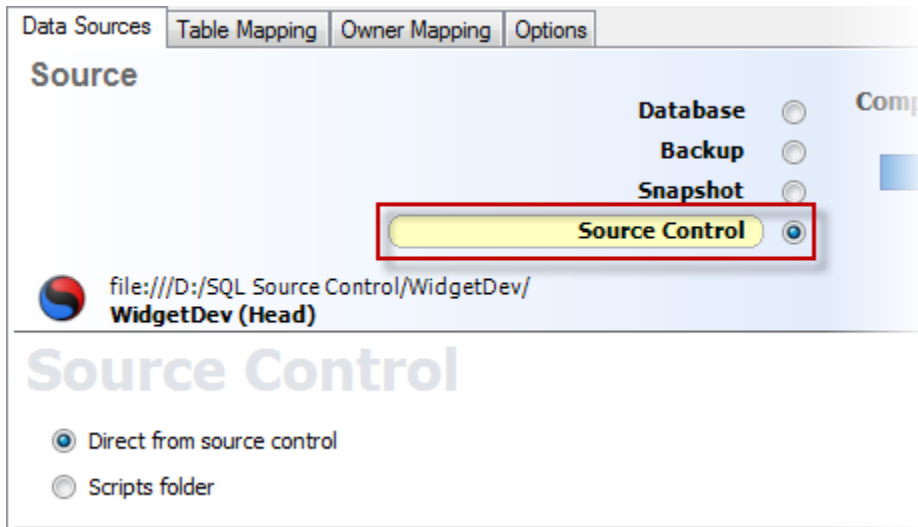 Data Sources Table Mapping Owner Mapping Options
Source
Database
Backup
Snapshot
Source Control
file:///D:/SQL Source Control/WidgetDev/
WidgetDev (Head)
Source Control
Direct from source control
Scripts folder